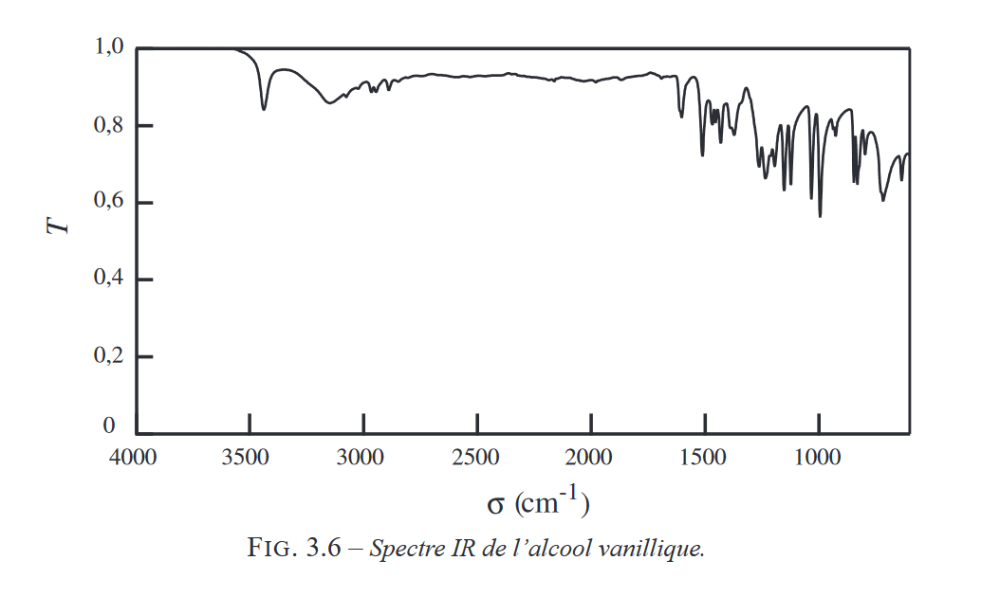 1,0
0,8
0,6
T
0,4
0,2
0
4000 3500 3000 2500 2000 1500 1000
σ (cm-1)
FIG. 3.6 – Spectre IR de l’alcool vanillique.